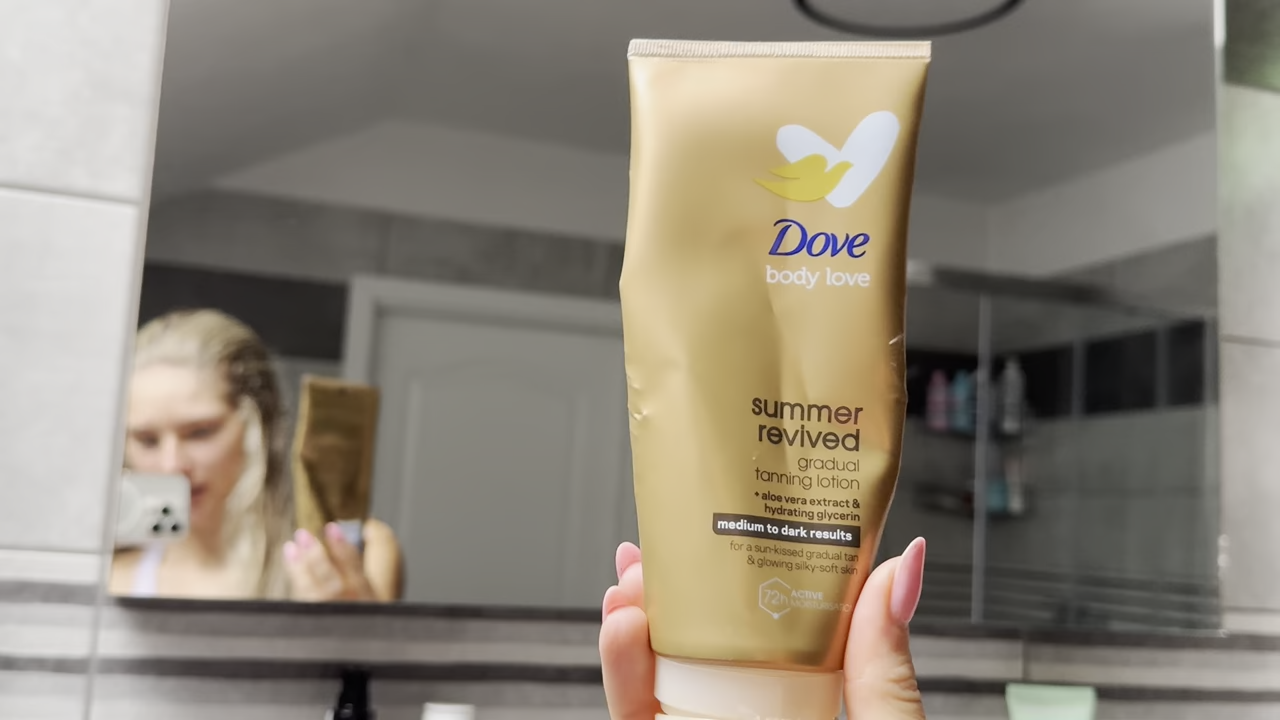 Dove
body love
summer
revived
gradual
tanning lotion
+ aloe vera extract &
hydrating glycerin
medium to dark results
for a sun-kissed gradual tan
& glowing silky-soft skin
72h ACTIVE
MOISTURISATION